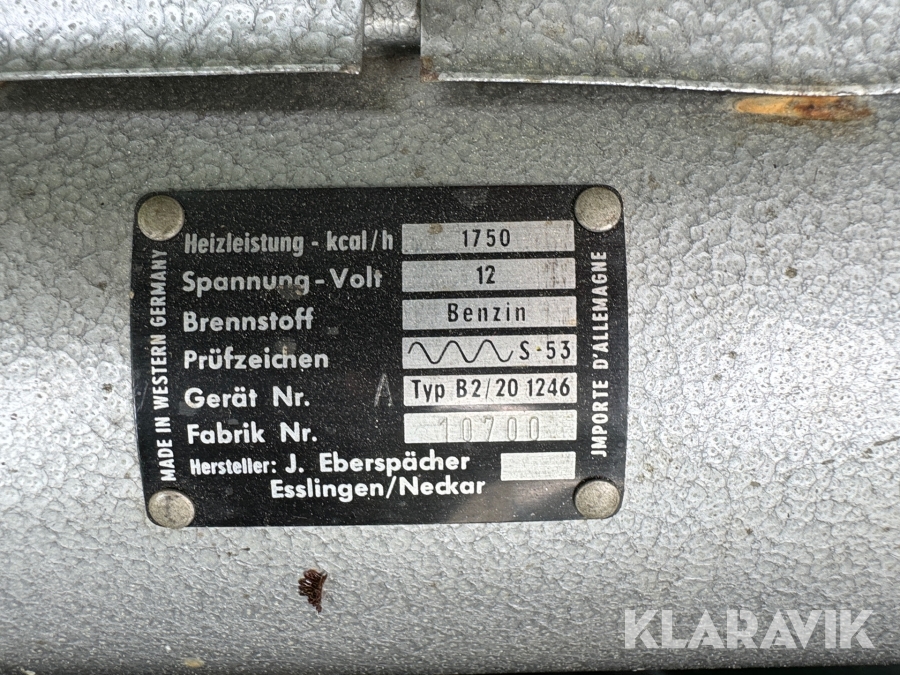 MADE IN WESTERN GERMANY
Heizleistung - kcal/h 1750
Spannung - Volt 12
Brennstoff Benzin
Prüfzeichen S·53
Gerät Nr. A Typ B2/20 1246
Fabrik Nr. 10700
Hersteller: J. Eberspächer
Esslingen/Neckar
JMPORTE D'ALLEMAGNE
KLARAVIK